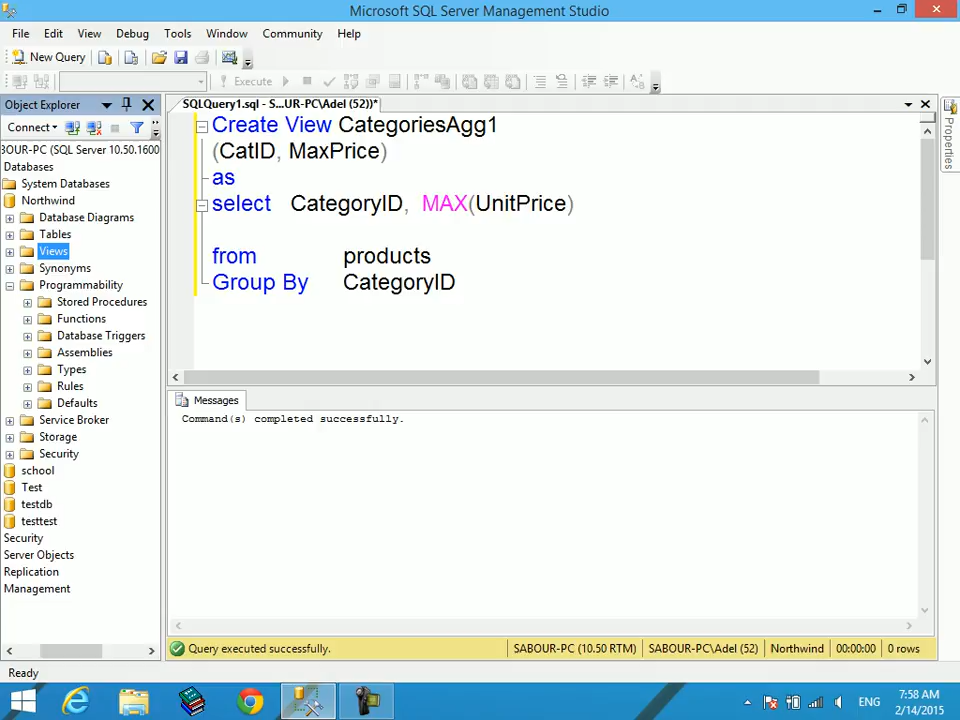 Microsoft SQL Server Management Studio
File Edit View Debug Tools Window Community Help
New Query
Execute
Object Explorer
SQLQuery1.sql - S...UR-PC\Adel (52))*
Connect
BOUR-PC (SQL Server 10.50.1600
Databases
System Databases
Northwind
Database Diagrams
Tables
Views
Synonyms
Programmability
Stored Procedures
Functions
Database Triggers
Assemblies
Types
Rules
Defaults
Service Broker
Storage
Security
school
Test
testdb
testtest
Security
Server Objects
Replication
Management
Create View CategoriesAgg1
(CatID, MaxPrice)
as
select CategoryID, MAX(UnitPrice)
from products
Group By CategoryID
Properties
Messages
Command(s) completed successfully.
Query executed successfully. SABOUR-PC (10.50 RTM) SABOUR-PC\Adel (52) Northwind 00:00:00 0 rows
Ready
ENG
7:58 AM
2/14/2015